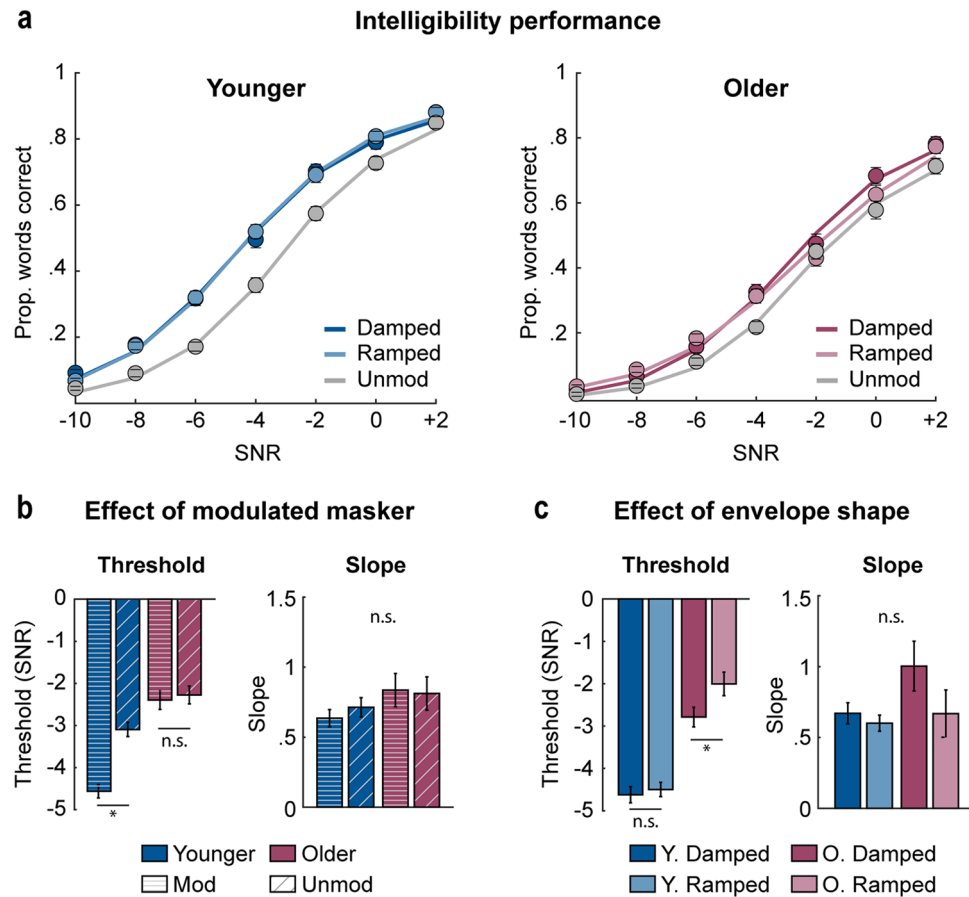 a Intelligibility performance
Younger
Prop. words correct
1
.8
.6
.4
.2
Damped
Ramped
Unmod
-10 -8 -6 -4 -2 0 +2
SNR
Older
Prop. words correct
1
.8
.6
.4
.2
Damped
Ramped
Unmod
-10 -8 -6 -4 -2 0 +2
SNR
b Effect of modulated masker
Threshold
Threshold (SNR)
0
-1
-2
-3
-4
-5
*
n.s.
Slope
Slope
1.5
1
.5
0
n.s.
Younger Older
Mod Unmod
c Effect of envelope shape
Threshold
Threshold (SNR)
0
-1
-2
-3
-4
-5
n.s.
*
Slope
Slope
1.5
1
.5
0
n.s.
Y. Damped O. Damped
Y. Ramped O. Ramped